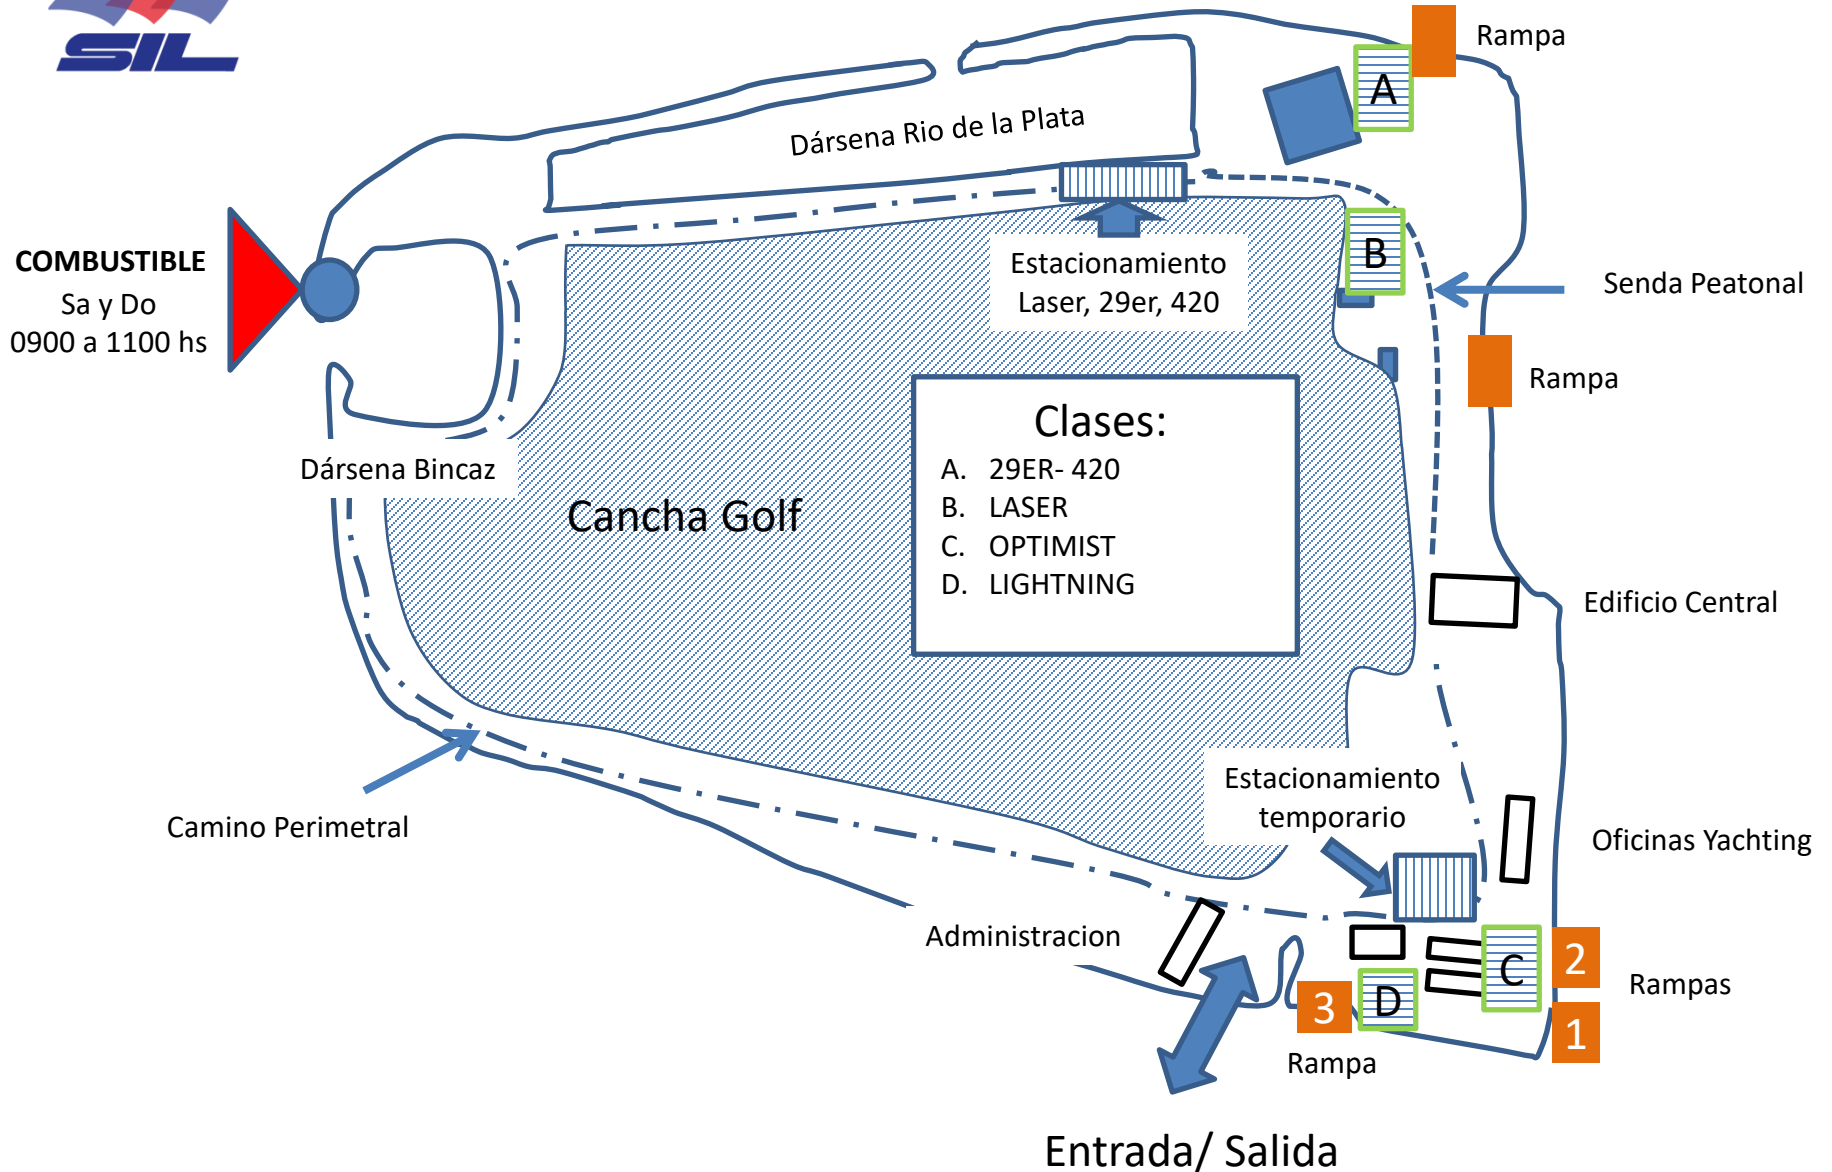 SIL
Rampa
A
Dársena Rio de la Plata
COMBUSTIBLE
Sa y Do
0900 a 1100 hs
Estacionamiento
Laser, 29er, 420
B
Senda Peatonal
Rampa
Clases:
A. 29ER- 420
B. LASER
C. OPTIMIST
D. LIGHTNING
Dársena Bincaz
Cancha Golf
Edificio Central
Estacionamiento
temporario
Camino Perimetral
Oficinas Yachting
Administracion
C
2
Rampas
3
D
1
Rampa
Entrada/ Salida